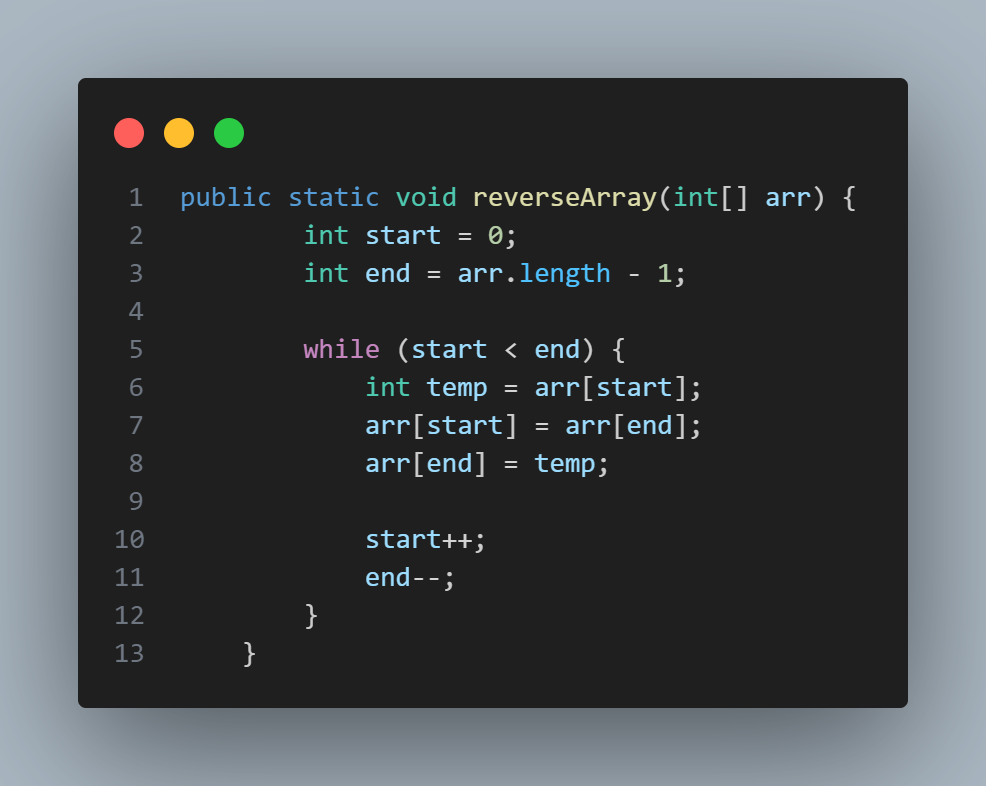 1 public static void reverseArray(int[] arr) {
2         int start = 0;
3         int end = arr.length - 1;
4
5         while (start < end) {
6             int temp = arr[start];
7             arr[start] = arr[end];
8             arr[end] = temp;
9
10             start++;
11             end--;
12         }
13     }